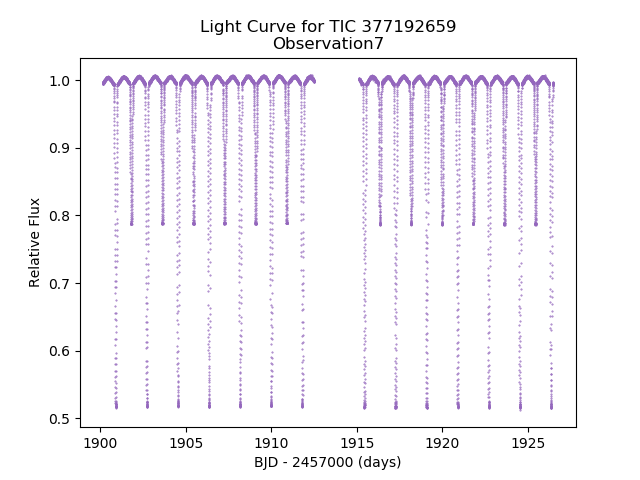 Light Curve for TIC 377192659
Observation7
1.0
0.9
0.8
0.7
0.6
0.5
Relative Flux
1900 1905 1910 1915 1920 1925
BJD - 2457000 (days)